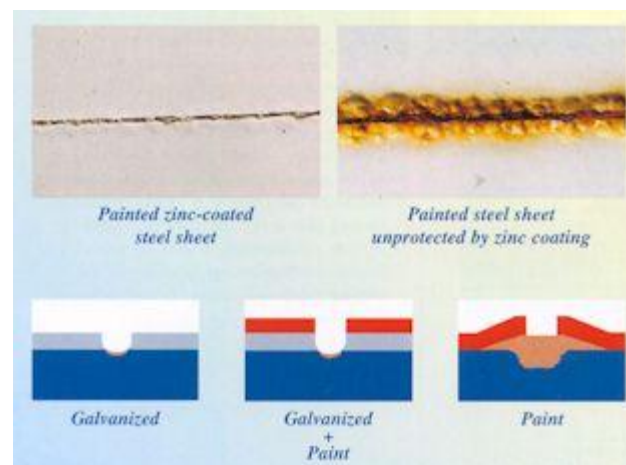 Painted zinc-coated
steel sheet
Painted steel sheet
unprotected by zinc coating
Galvanized
Galvanized
+
Paint
Paint